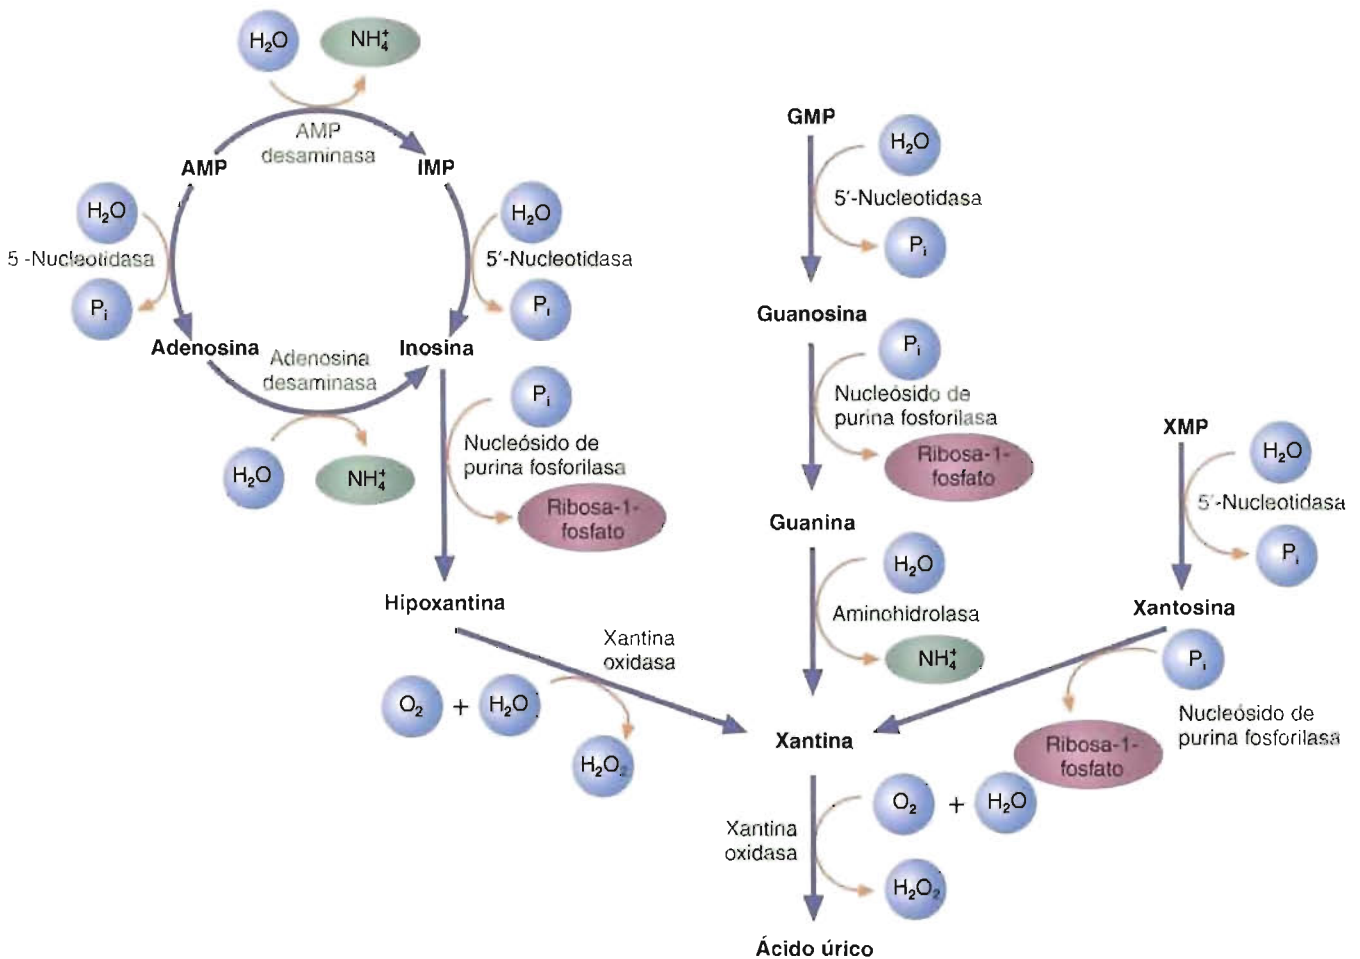 H₂O
NH₄⁺
AMP
desaminasa
AMP
IMP
H₂O
5 -Nucleotidasa
Pᵢ
H₂O
5′-Nucleotidasa
Pᵢ
Adenosina
Inosina
Adenosina
desaminasa
H₂O
NH₄⁺
Pᵢ
Nucleósido de
purina fosforilasa
Ribosa-1-
fosfato
Hipoxantina
Xantina
oxidasa
O₂ + H₂O
H₂O₂
GMP
H₂O
5′-Nucleotidasa
Pᵢ
Guanosina
Pᵢ
Nucleósido de
purina fosforilasa
Ribosa-1-
fosfato
Guanina
H₂O
Aminohidrolasa
NH₄⁺
XMP
H₂O
5′-Nucleotidasa
Pᵢ
Xantosina
Pᵢ
Nucleósido de
purina fosforilasa
Ribosa-1-
fosfato
Xantina
O₂ + H₂O
Xantina
oxidasa
H₂O₂
Ácido úrico